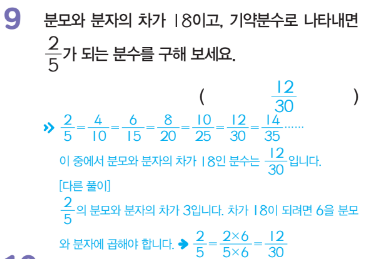 9 분모와 분자의 차가 18이고, 기약분수로 나타내면
2/5가 되는 분수를 구해 보세요.
( 12/30 )
» 2/5=4/10=6/15=8/20=10/25=12/30=14/35……
이 중에서 분모와 분자의 차가 18인 분수는 12/30입니다.
[다른 풀이]
2/5의 분모와 분자의 차가 3입니다. 차가 18이 되려면 6을 분모
와 분자에 곱해야 합니다. ➔ 2/5=2×6/5×6=12/30